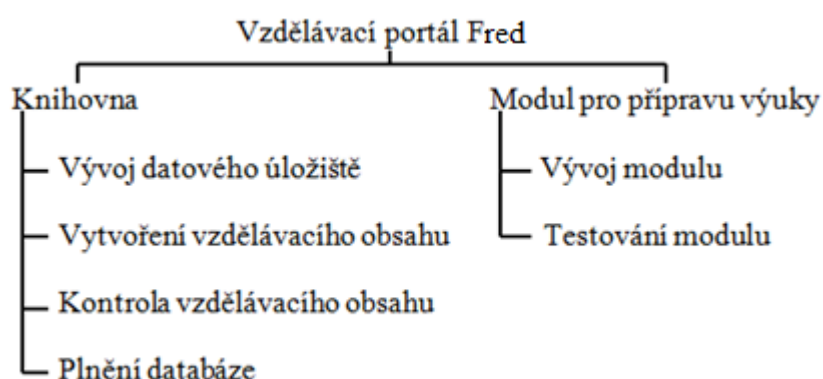 Vzdělávací portál Fred
Knihovna
Vývoj datového úložiště
Vytvoření vzdělávacího obsahu
Kontrola vzdělávacího obsahu
Plnění databáze
Modul pro přípravu výuky
Vývoj modulu
Testování modulu